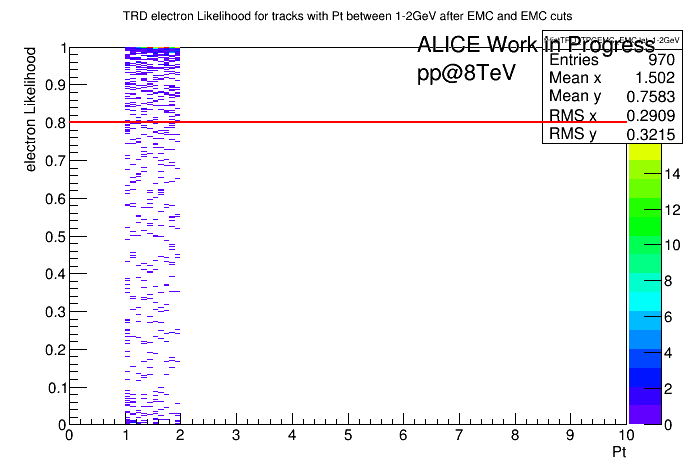 TRD electron Likelihood for tracks with Pt between 1-2GeV after EMC and EMC cuts
ALICE Work in Progress
pp@8TeV
1-2GeV
Entries 970
Mean x 1.502
Mean y 0.7583
RMS x 0.2909
RMS y 0.3215
electron Likelihood
1
0.9
0.8
0.7
0.6
0.5
0.4
0.3
0.2
0.1
0
0 1 2 3 4 5 6 7 8 9 10
Pt
14
12
10
8
6
4
2
0